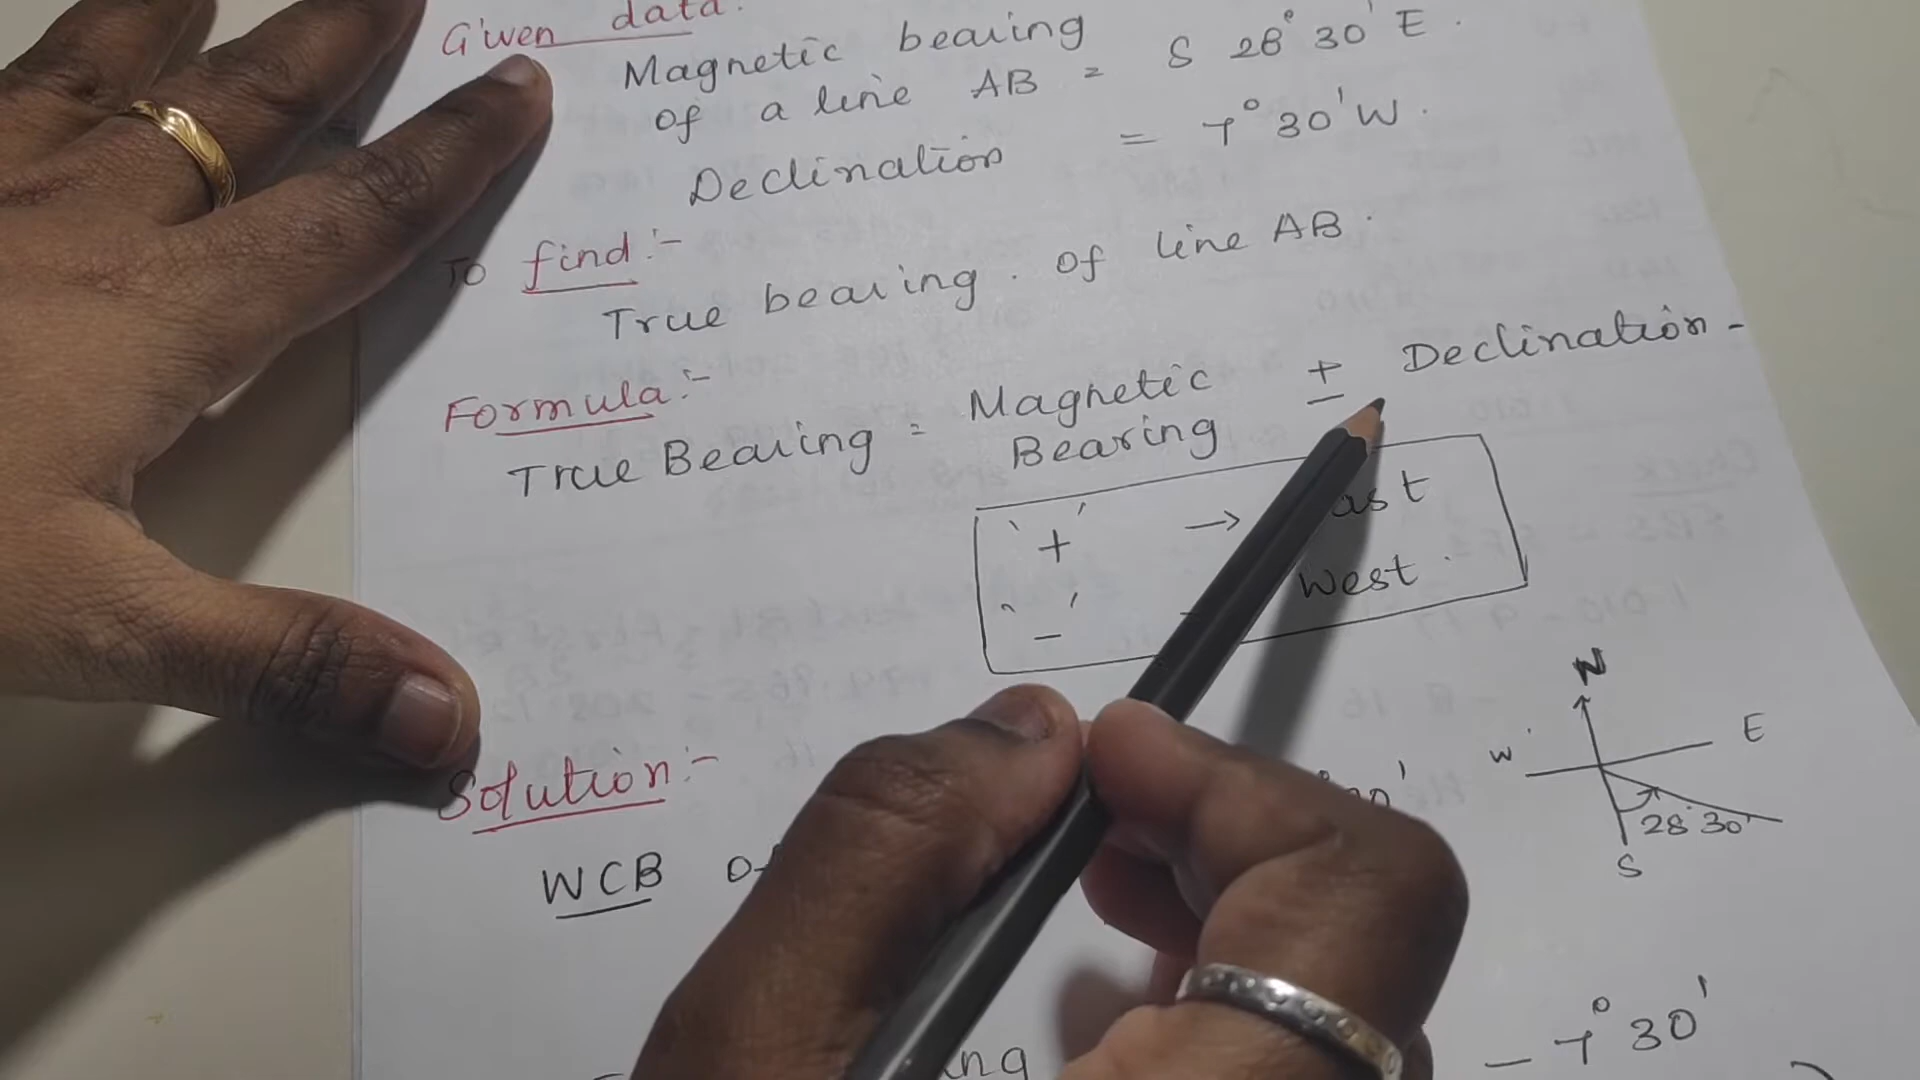 Given data:
Magnetic bearing
of a line AB = S 28° 30' E.
Declination = 7° 30' W.
To find:-
True bearing. of line AB.
Formula:-
True Bearing = Magnetic Bearing ± Declination-
'+' → East
'-' West.
N
W E
28° 30'
S
Solution:-
WCB
- 7° 30'